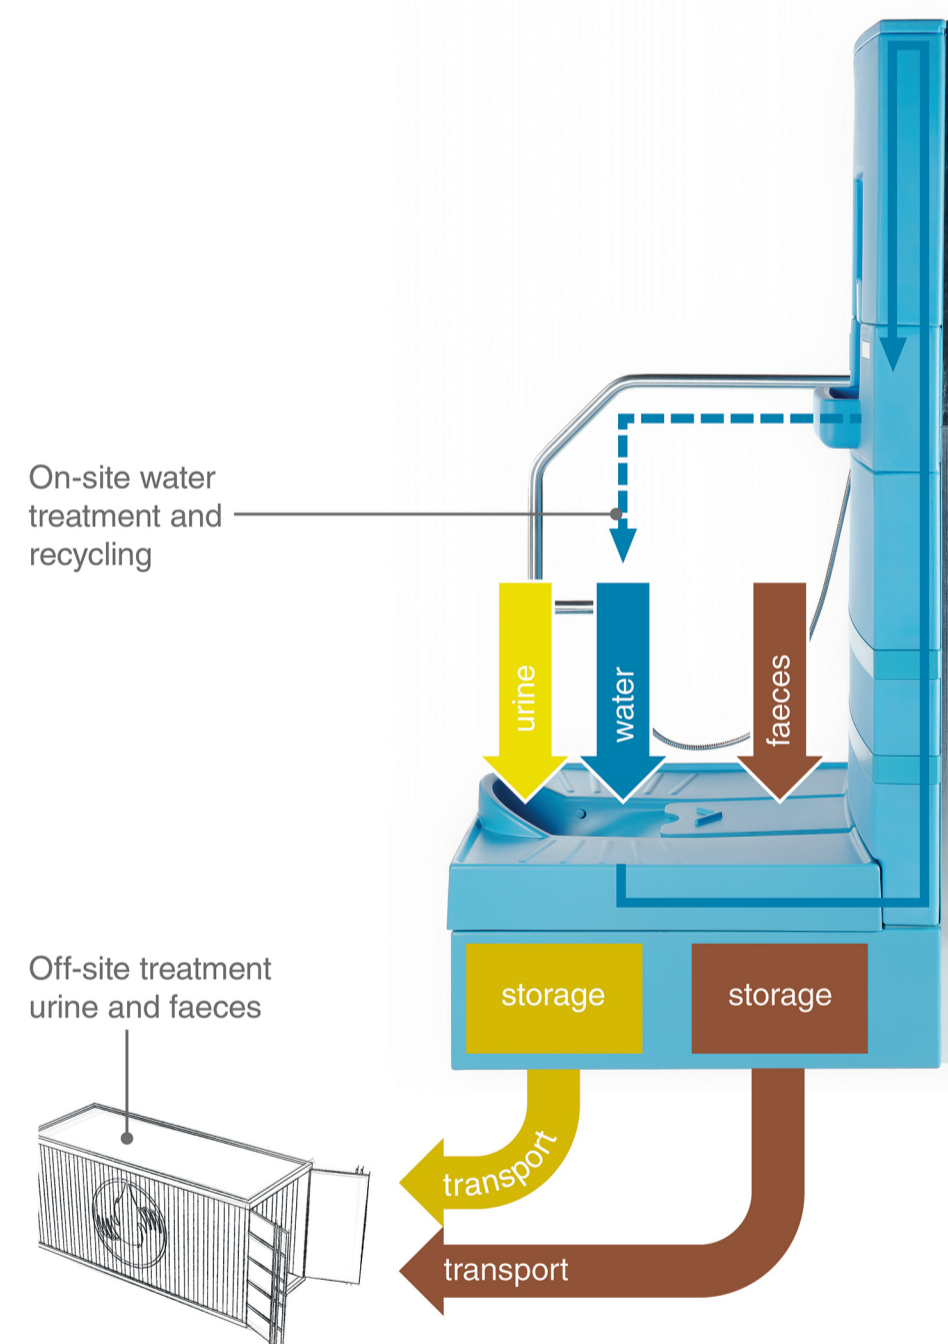 On-site water
treatment and
recycling
urine
water
faeces
storage
storage
Off-site treatment
urine and faeces
transport
transport